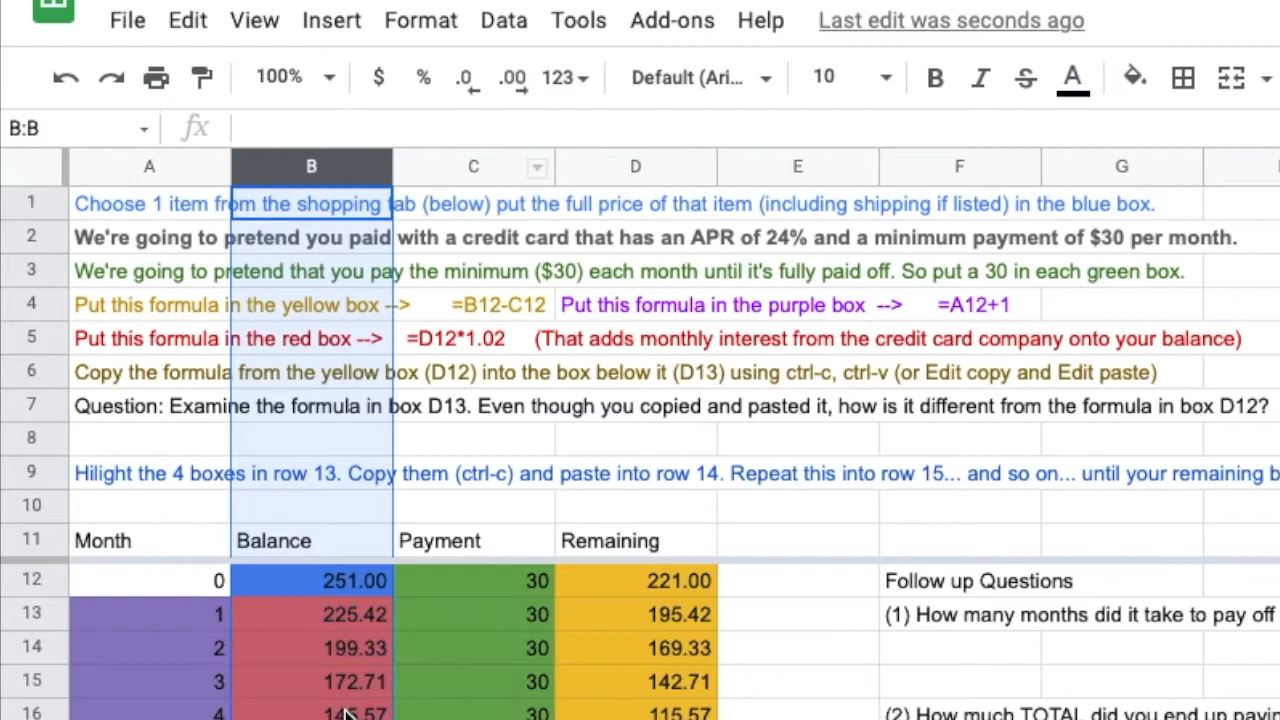 File Edit View Insert Format Data Tools Add-ons Help Last edit was seconds ago
100% $ % .0 .00 123 Default (Ari... 10 B I S A
B:B fx
A B C D E F G
1 Choose 1 item from the shopping tab (below) put the full price of that item (including shipping if listed) in the blue box.
2 We're going to pretend you paid with a credit card that has an APR of 24% and a minimum payment of $30 per month.
3 We're going to pretend that you pay the minimum ($30) each month until it's fully paid off. So put a 30 in each green box.
4 Put this formula in the yellow box --> =B12-C12 Put this formula in the purple box --> =A12+1
5 Put this formula in the red box --> =D12*1.02 (That adds monthly interest from the credit card company onto your balance)
6 Copy the formula from the yellow box (D12) into the box below it (D13) using ctrl-c, ctrl-v (or Edit copy and Edit paste)
7 Question: Examine the formula in box D13. Even though you copied and pasted it, how is it different from the formula in box D12?
8
9 Hilight the 4 boxes in row 13. Copy them (ctrl-c) and paste into row 14. Repeat this into row 15... and so on... until your remaining b
10
11 Month Balance Payment Remaining
12 0 251.00 30 221.00 Follow up Questions
13 1 225.42 30 195.42 (1) How many months did it take to pay off
14 2 199.33 30 169.33
15 3 172.71 30 142.71
16 4 145.57 30 115.57 (2) How much TOTAL did you end up payin